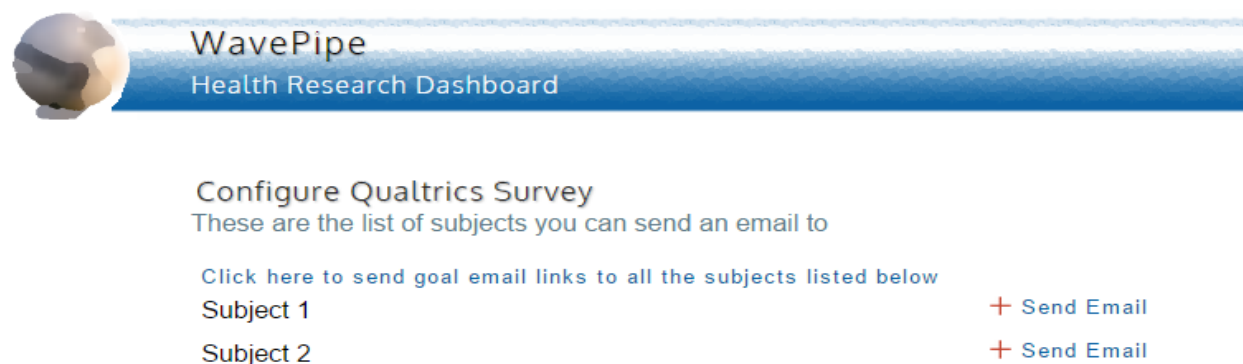 WavePipe
Health Research Dashboard
Configure Qualtrics Survey
These are the list of subjects you can send an email to
Click here to send goal email links to all the subjects listed below
Subject 1 + Send Email
Subject 2 + Send Email